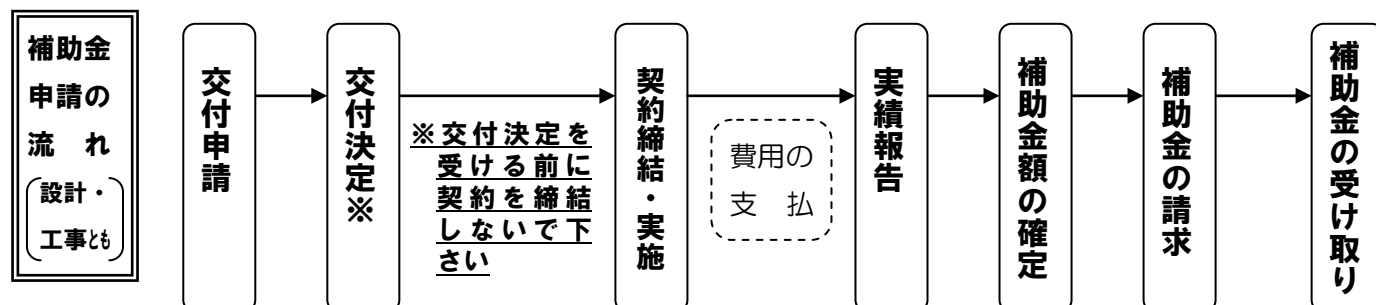 補助金
申請の
流れ
設計・
工事とも
交付申請
交付決定※
※交付決定を
受ける前に
契約を締結
しないで下
さい
契約締結・実施
費用の
支払
実績報告
補助金額の確定
補助金の請求
補助金の受け取り